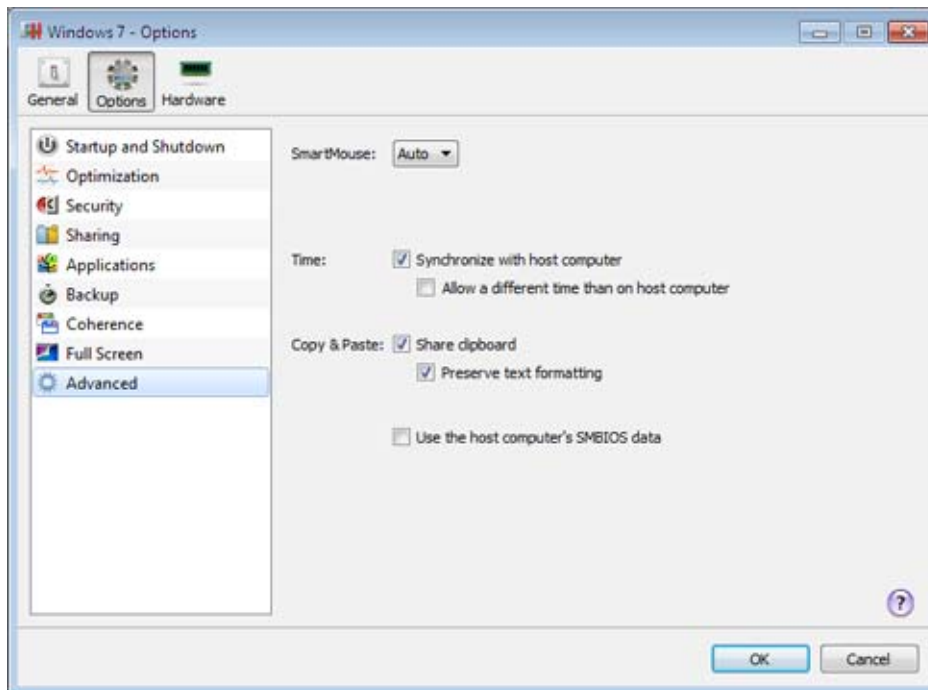 Windows 7 - Options
General Options Hardware
Startup and Shutdown
Optimization
Security
Sharing
Applications
Backup
Coherence
Full Screen
Advanced
SmartMouse: Auto
Time: Synchronize with host computer
Allow a different time than on host computer
Copy & Paste: Share clipboard
Preserve text formatting
Use the host computer's SMBIOS data
?
OK Cancel